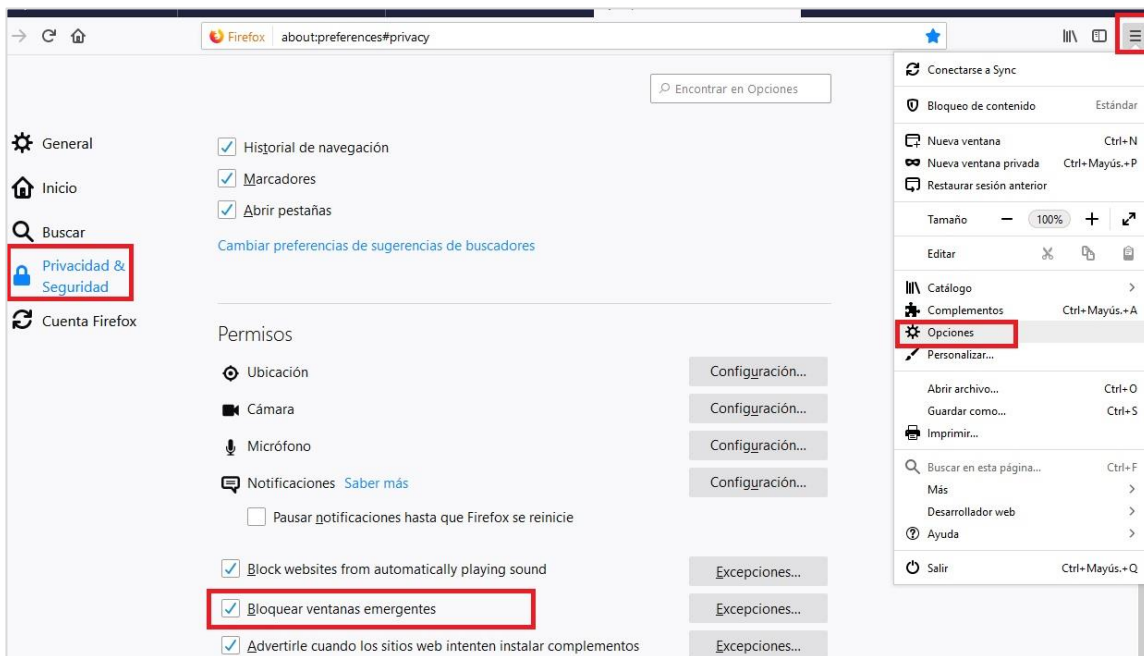 Firefox about:preferences#privacy
Encontrar en Opciones
General
Inicio
Buscar
Privacidad &
Seguridad
Cuenta Firefox
Historial de navegación
Marcadores
Abrir pestañas
Cambiar preferencias de sugerencias de buscadores
Permisos
Ubicación Configuración...
Cámara Configuración...
Micrófono Configuración...
Notificaciones Saber más Configuración...
Pausar notificaciones hasta que Firefox se reinicie
Block websites from automatically playing sound Excepciones...
Bloquear ventanas emergentes Excepciones...
Advertirle cuando los sitios web intenten instalar complementos Excepciones...
Conectarse a Sync
Bloqueo de contenido Estándar
Nueva ventana Ctrl+N
Nueva ventana privada Ctrl+Mayús.+P
Restaurar sesión anterior
Tamaño 100%
Editar
Catálogo
Complementos Ctrl+Mayús.+A
Opciones
Personalizar...
Abrir archivo... Ctrl+O
Guardar como... Ctrl+S
Imprimir...
Buscar en esta página... Ctrl+F
Más
Desarrollador web
Ayuda
Salir Ctrl+Mayús.+Q